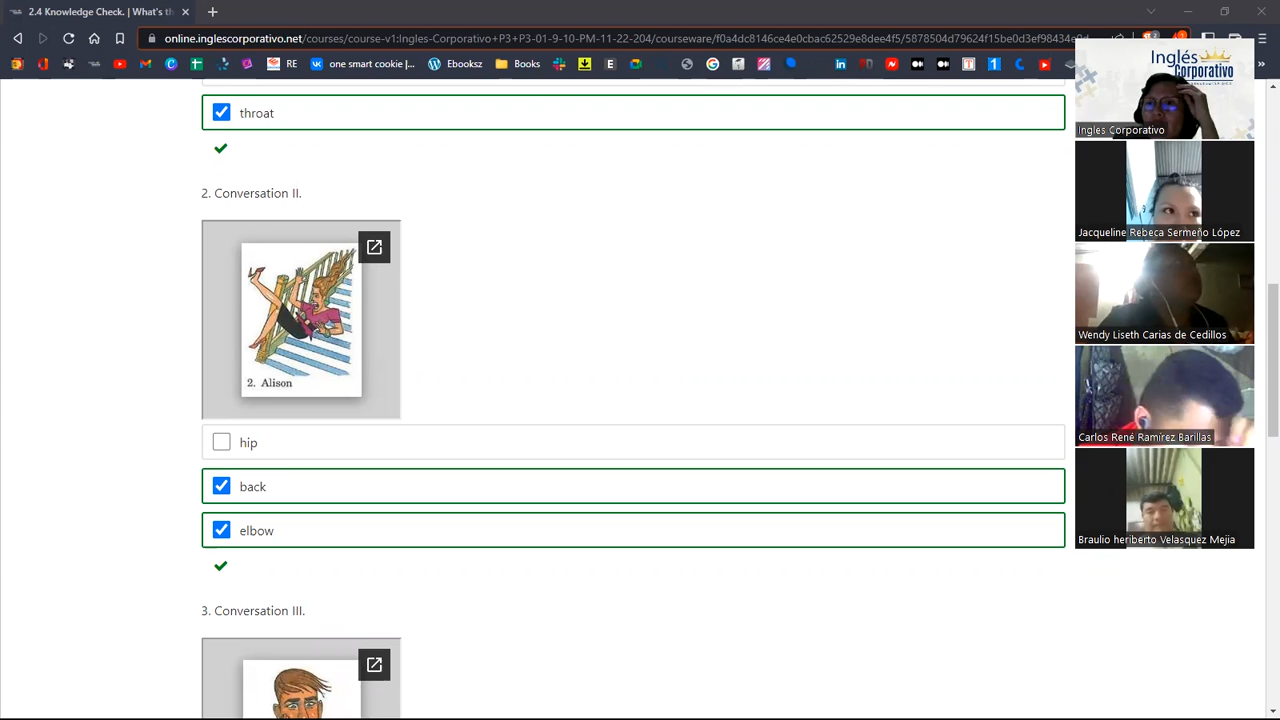 2.4 Knowledge Check. | What's th
online.inglescorporativo.net/courses/course-v1:Ingles-Corporativo+P3+P3-01-9-10-PM-11-22-204/courseware/f0a4dc8146ce4e0cbac6252e9e8dee4f5/5878504d79624f15be0d3ef98434e0d
RE
one smart cookie [...
Ebooksz
Books
throat
2. Conversation II.
2. Alison
hip
back
elbow
3. Conversation III.
Inglés
Corporativo
Ingles Corporativo
Jacqueline Rebeca Sermeño López
Wendy Liseth Carias de Cedillos
Carlos René Ramírez Barillas
Braulio heriberto Velasquez Mejia